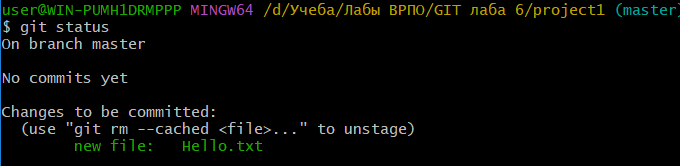 user@WIN-PUMH1DRMPPP MINGW64 /d/Учеба/Лабы ВРПО/GIT лаба 6/project1 (master)
$ git status
On branch master
No commits yet
Changes to be committed:
  (use "git rm --cached <file>..." to unstage)
        new file:   Hello.txt